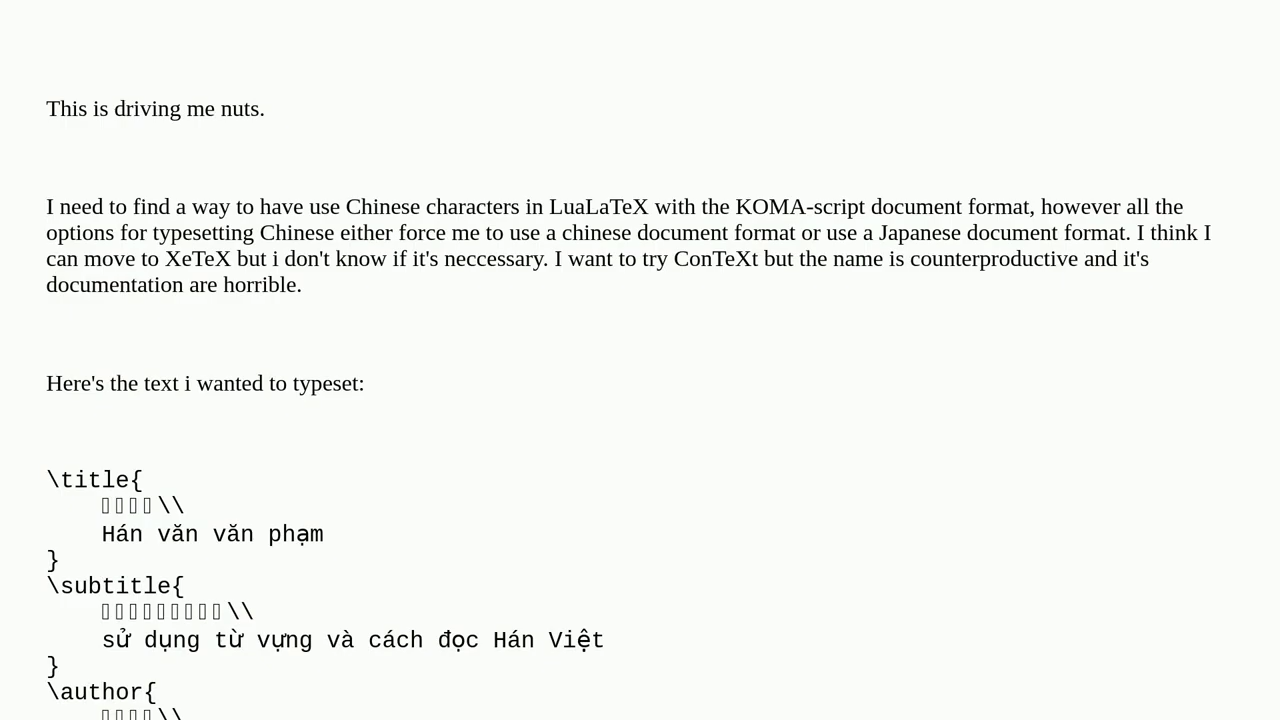 This is driving me nuts.
I need to find a way to have use Chinese characters in LuaLaTeX with the KOMA-script document format, however all the
options for typesetting Chinese either force me to use a chinese document format or use a Japanese document format. I think I
can move to XeTeX but i don't know if it's neccessary. I want to try ConTeXt but the name is counterproductive and it's
documentation are horrible.
Here's the text i wanted to typeset:
\title{
\\
Hán văn văn phạm
}
\subtitle{
\\
sử dụng từ vựng và cách đọc Hán Việt
}
\author{
\\